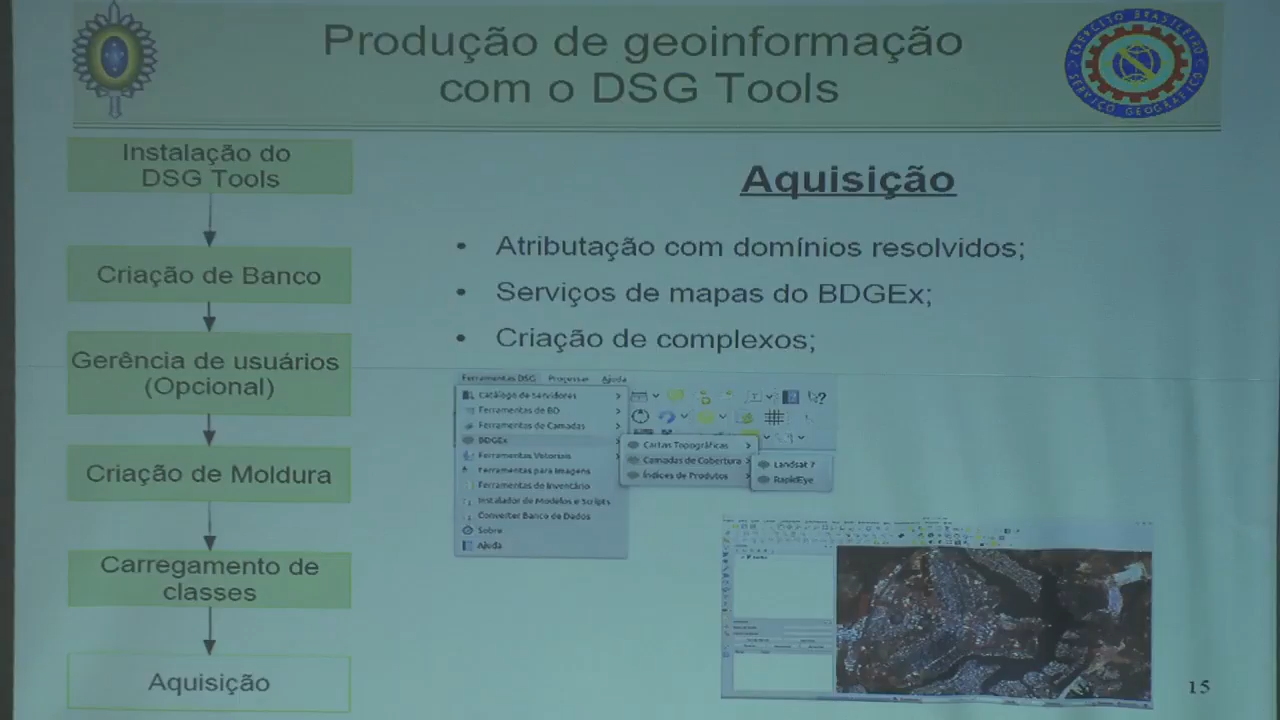 Produção de geoinformação
com o DSG Tools
EXÉRCITO BRASILEIRO
SERVIÇO GEOGRÁFICO
Instalação do
DSG Tools
Criação de Banco
Gerência de usuários
(Opcional)
Criação de Moldura
Carregamento de
classes
Aquisição
Aquisição
• Atributação com domínios resolvidos;
• Serviços de mapas do BDGEx;
• Criação de complexos;
Ferramentas DSG Processar Ajuda
Catálogo de Servidores
Ferramentas de BD
Ferramentas de Camadas
BDGEx
Ferramentas Vetoriais
Ferramentas para Imagens
Ferramentas de Inventário
Instalador de Modelos e Scripts
Converter Banco de Dados
Sobre
Ajuda
Cartas Topográficas
Camadas de Cobertura
Índices de Produtos
Landsat 7
RapidEye
15